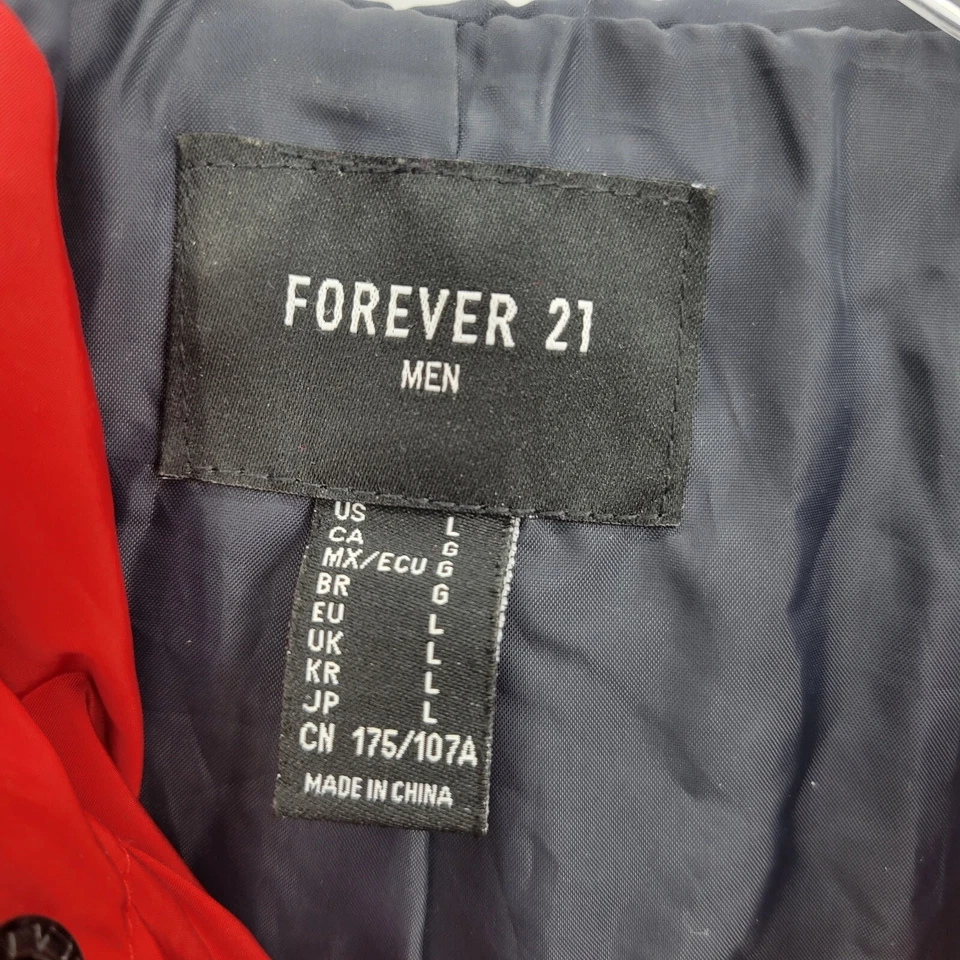 FOREVER 21
MEN
US L
CA G
MX/ECU G
BR G
EU L
UK L
KR L
JP L
CN 175/107A
MADE IN CHINA